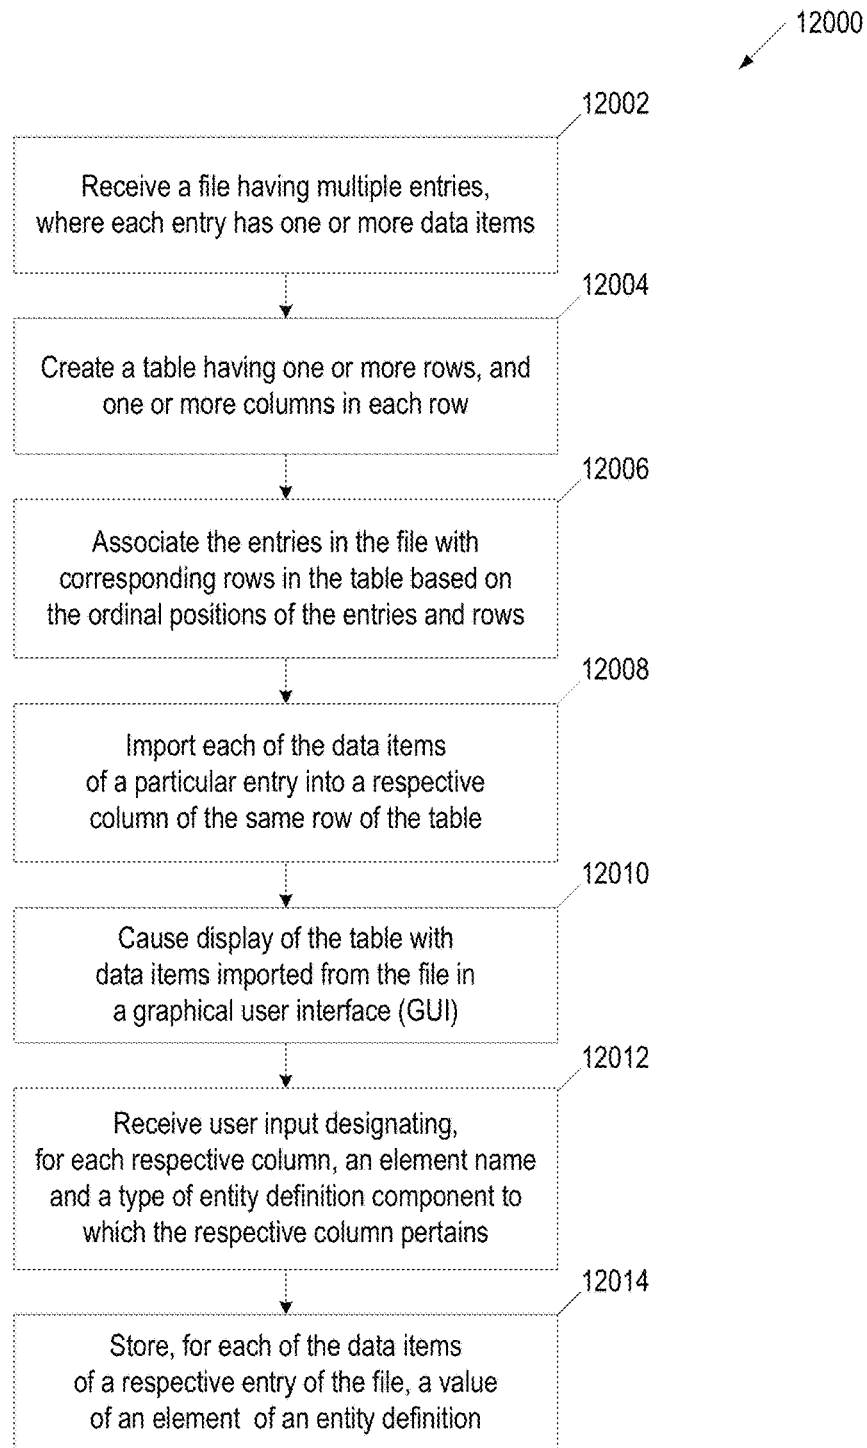 12000
12002
Receive a file having multiple entries,
where each entry has one or more data items
12004
Create a table having one or more rows, and
one or more columns in each row
12006
Associate the entries in the file with
corresponding rows in the table based on
the ordinal positions of the entries and rows
12008
Import each of the data items
of a particular entry into a respective
column of the same row of the table
12010
Cause display of the table with
data items imported from the file in
a graphical user interface (GUI)
12012
Receive user input designating,
for each respective column, an element name
and a type of entity definition component to
which the respective column pertains
12014
Store, for each of the data items
of a respective entry of the file, a value
of an element of an entity definition